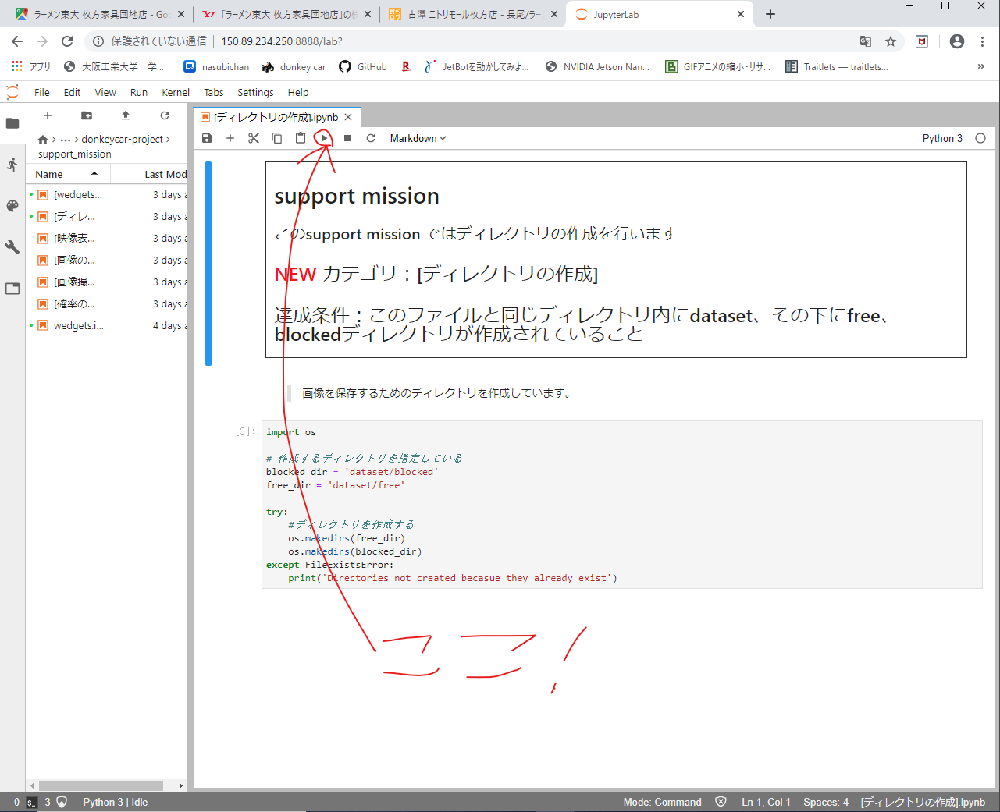 ラーメン東大 枚方家具団地店 - Goo
「ラーメン東大 枚方家具団地店」の検
古潭 ニトリモール枚方店 - 長尾/ラー
JupyterLab
保護されていない通信 150.89.234.250:8888/lab?
アプリ 大阪工業大学 学... nasubichan donkey car GitHub JetBotを動かしてみよ... NVIDIA Jetson Nan... GIFアニメの縮小・リサ... Traitlets — traitlets... »
File Edit View Run Kernel Tabs Settings Help
[ディレクトリの作成].ipynb
Markdown
Python 3
… > donkeycar-project >
support_mission
Name Last Mod
[wedgets... 3 days a
[ディレ... 3 days a
[映像表... 3 days a
[画像の... 3 days a
[画像撮... 3 days a
[確率の... 3 days a
wedgets.i... 4 days a
support mission
このsupport mission ではディレクトリの作成を行います
NEW カテゴリ：[ディレクトリの作成]
達成条件：このファイルと同じディレクトリ内にdataset、その下にfree、
blockedディレクトリが作成されていること
画像を保存するためのディレクトリを作成しています。
[3]:
import os
# 作成するディレクトリを指定している
blocked_dir = 'dataset/blocked'
free_dir = 'dataset/free'
try:
#ディレクトリを作成する
os.makedirs(free_dir)
os.makedirs(blocked_dir)
except FileExistsError:
print('Directories not created becasue they already exist')
ここ!
0 3 Python 3 | Idle
Mode: Command Ln 1, Col 1 Spaces: 4 [ディレクトリの作成].ipynb